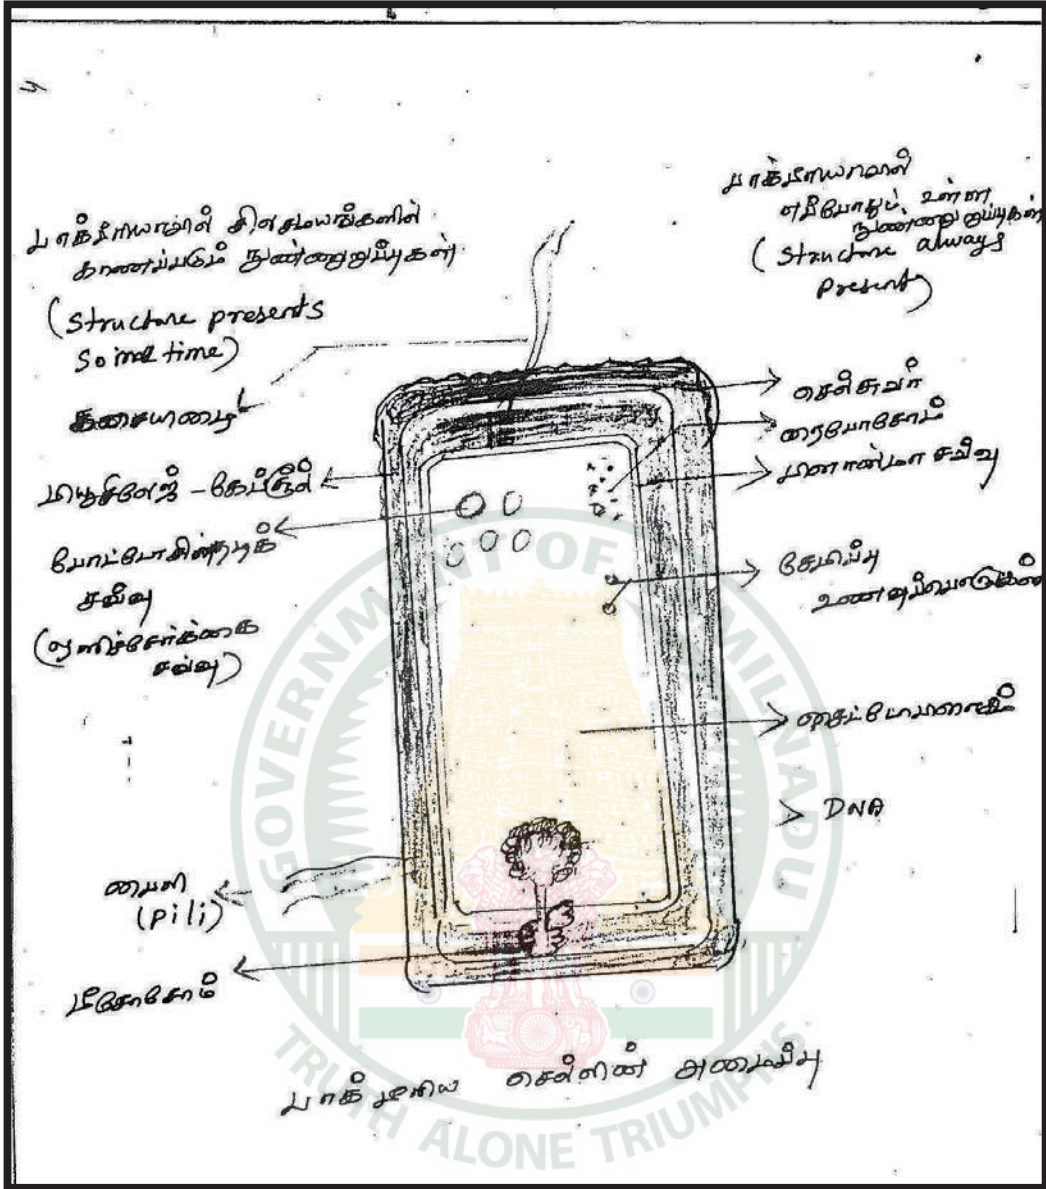 பாக்டீரியாவில் சிலசமயங்களில்
காணப்படும் நுண்ணுறுப்புகள்
(Structure presents
Some time)
கசையிழை
மியூசிலேஜ் - கேப்சூல்
போட்டோசிந்தடிக்
சவ்வு
(ஒளிச்சேர்க்கை
சவ்வு)
பைலி
(Pili)
மீசோசோம்
பாக்டீரியாவில்
எப்போதும் உள்ள
நுண்ணுறுப்புகள்
(Structure always
Present)
செல்சுவர்
ரைபோசோம்
பிளாஸ்மா சவ்வு
சேமிப்பு
உணவுப்பொருட்கள்
சைட்டோபிளாசம்
DNA
பாக்டீரிய செல்லின் அமைப்பு
GOVERNMENT OF TAMILNADU
TRUTH ALONE TRIUMPHS